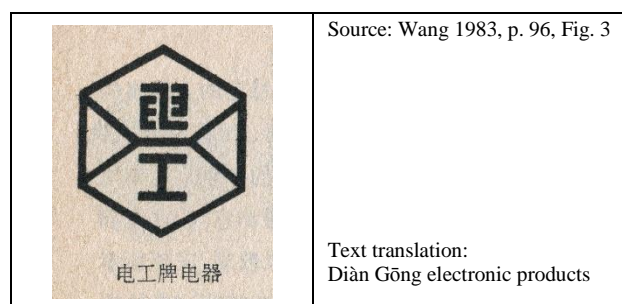 电
工
电工牌电器
Source: Wang 1983, p. 96, Fig. 3
Text translation:
Diàn Gōng electronic products